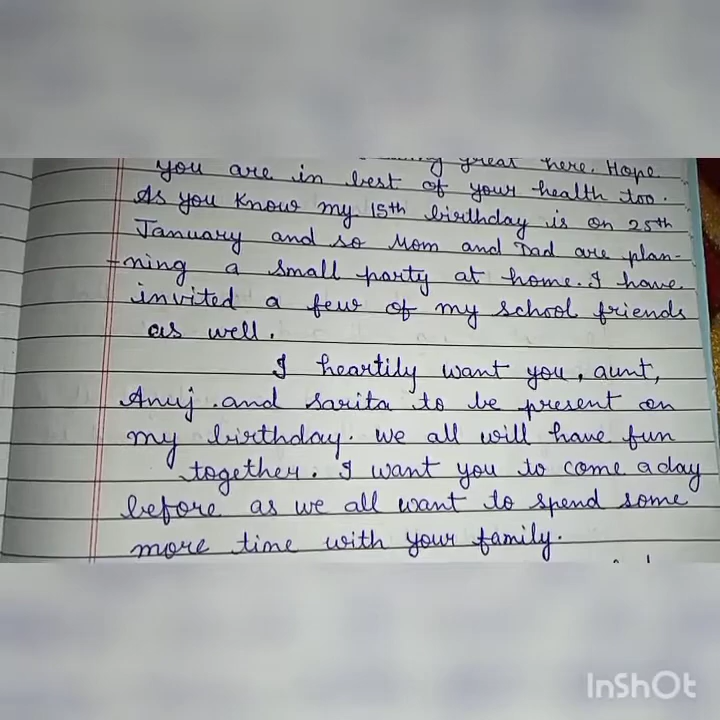 great here. Hope
you are in best of your health too.
As you know my 15th birthday is on 25th
January and so Mom and Dad are plan-
-ning a small party at home. I have
invited a few of my school friends
as well.
I heartily want you, aunt,
Anuj .and Sarita to be present on
my birthday. We all will have fun
together. I want you to come a day
before as we all want to spend some
more time with your family.
InShOt